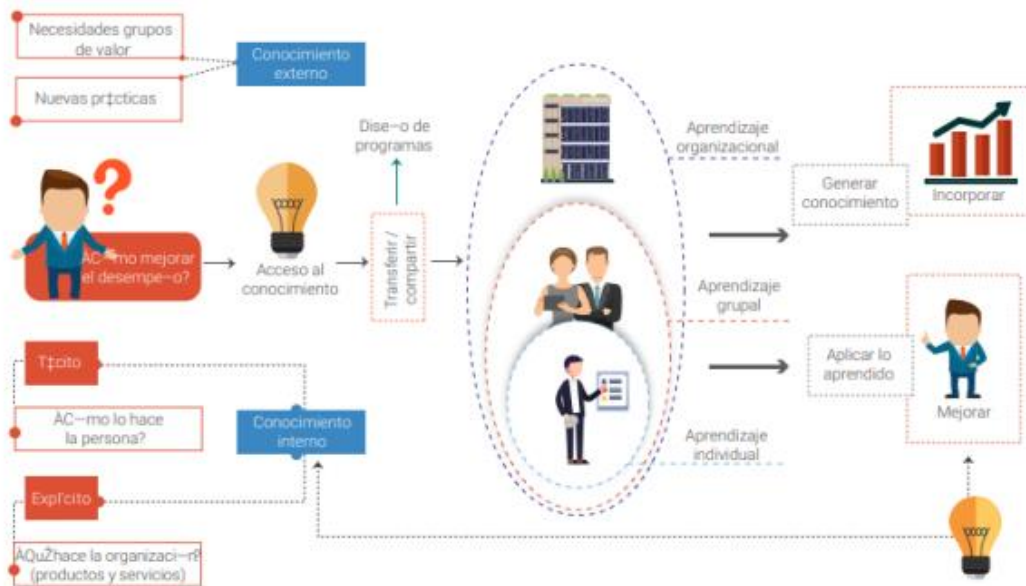 Necesidades grupos
de valor
Nuevas pr‡cticas
Conocimiento
externo
Dise—o de
programas
ÀC—mo mejorar
el desempe—o?
Acceso al
conocimiento
Transferir /
compartir
Aprendizaje
organizacional
Aprendizaje
grupal
Aprendizaje
individual
Generar
conocimiento
Incorporar
Aplicar lo
aprendido
Mejorar
T‡cito
ÀC—mo lo hace
la persona?
Conocimiento
interno
Expl’cito
ÀQuŽhace la organizaci—n?
(productos y servicios)